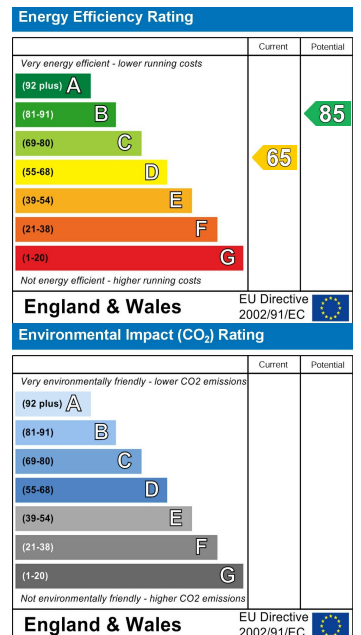 Energy Efficiency Rating
Current Potential
Very energy efficient - lower running costs
(92 plus) A
(81-91) B
85
(69-80) C
65
(55-68) D
(39-54) E
(21-38) F
(1-20) G
Not energy efficient - higher running costs
England & Wales
EU Directive
2002/91/EC
Environmental Impact (CO₂) Rating
Current Potential
Very environmentally friendly - lower CO2 emissions
(92 plus) A
(81-91) B
(69-80) C
(55-68) D
(39-54) E
(21-38) F
(1-20) G
Not environmentally friendly - higher CO2 emissions
England & Wales
EU Directive
2002/91/EC